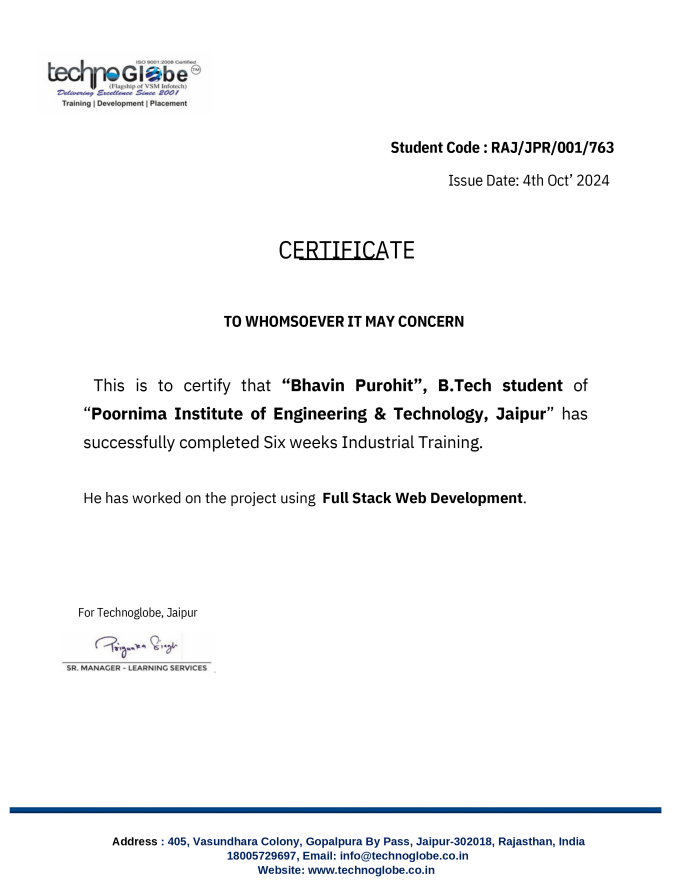 ISO 9001:2008 Certified
technoGlobe TM
(Flagship of VSM Infotech)
Delivering Excellence Since 2001
Training | Development | Placement
Student Code : RAJ/JPR/001/763
Issue Date: 4th Oct’ 2024
CERTIFICATE
TO WHOMSOEVER IT MAY CONCERN
This is to certify that “Bhavin Purohit”, B.Tech student of
“Poornima Institute of Engineering & Technology, Jaipur” has
successfully completed Six weeks Industrial Training.
He has worked on the project using Full Stack Web Development.
For Technoglobe, Jaipur
Priyanka Singh
SR. MANAGER - LEARNING SERVICES
Address : 405, Vasundhara Colony, Gopalpura By Pass, Jaipur-302018, Rajasthan, India
18005729697, Email: info@technoglobe.co.in
Website: www.technoglobe.co.in